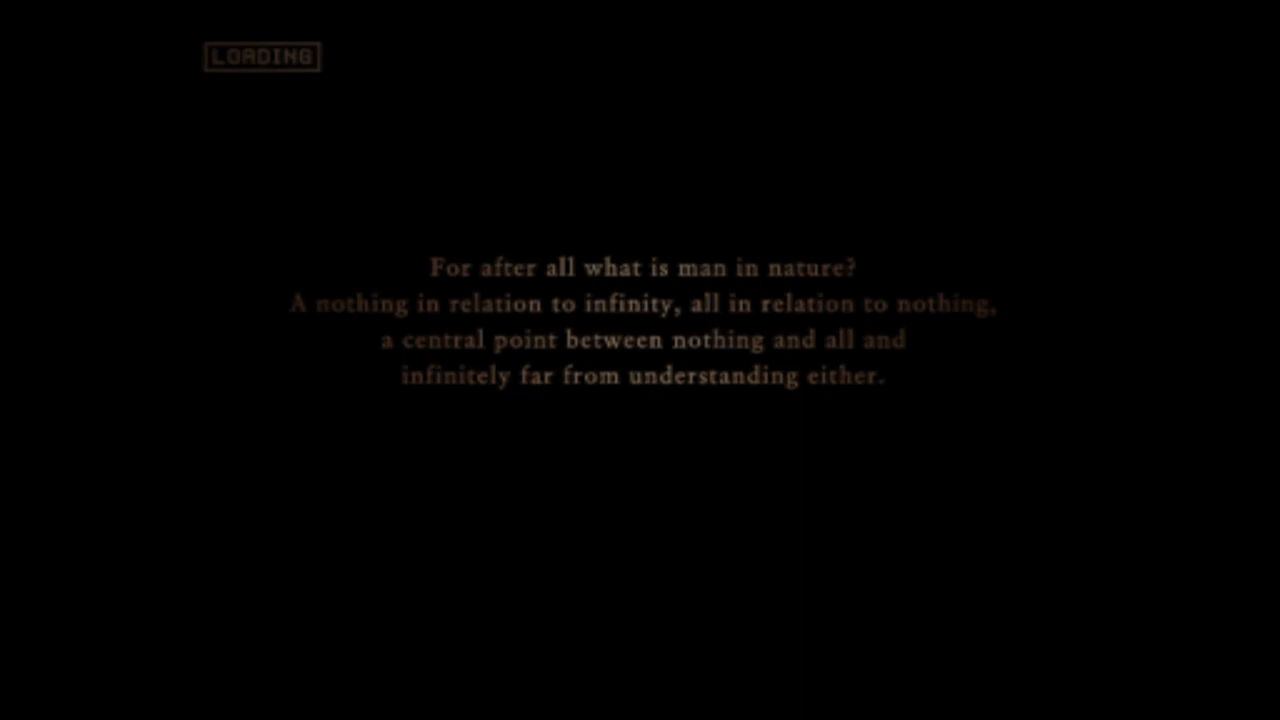 LOADING
For after all what is man in nature?
A nothing in relation to infinity, all in relation to nothing,
a central point between nothing and all and
infinitely far from understanding either.